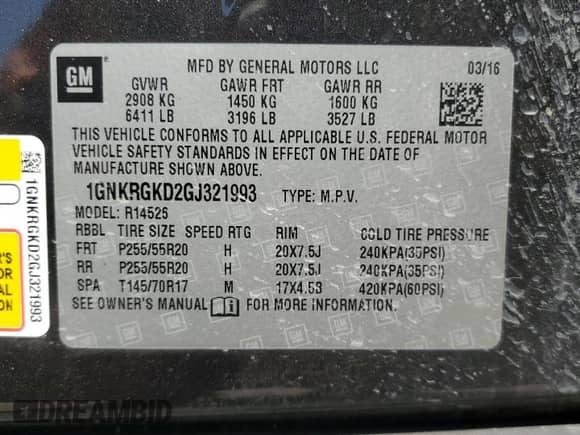 GM
MFD BY GENERAL MOTORS LLC 03/16
GVWR GAWR FRT GAWR RR
2908 KG 1450 KG 1600 KG
6411 LB 3196 LB 3527 LB
THIS VEHICLE CONFORMS TO ALL APPLICABLE U.S. FEDERAL MOTOR
VEHICLE SAFETY STANDARDS IN EFFECT ON THE DATE OF
MANUFACTURE SHOWN ABOVE.
1GNKRGKD2GJ321993 TYPE: M.P.V.
MODEL: R14526
RBBL TIRE SIZE SPEED RTG RIM COLD TIRE PRESSURE
FRT P255/55R20 H 20X7.5J 240KPA(35PSI)
RR P255/55R20 H 20X7.5J 240KPA(35PSI)
SPA T145/70R17 M 17X4.5B 420KPA(60PSI)
SEE OWNER'S MANUAL FOR MORE INFORMATION
1GNKRGKD2GJ321993
DREAMBID